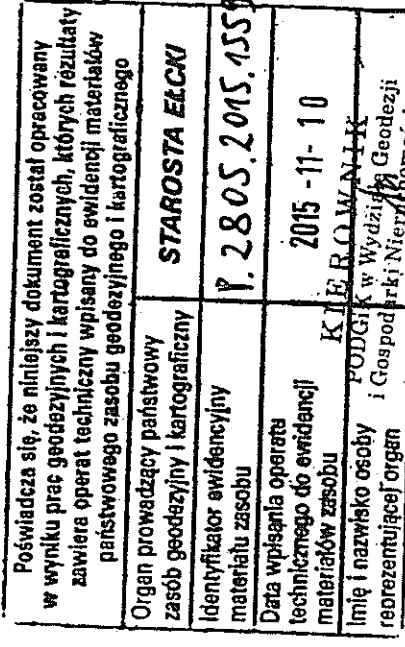 Poświadcza się, że niniejszy dokument został opracowany
w wyniku prac geodezyjnych i kartograficznych, których rezultaty
zawiera operat techniczny wpisany do ewidencji materiałów
państwowego zasobu geodezyjnego i kartograficznego
Organ prowadzący państwowy
zasób geodezyjny i kartograficzny
STAROSTA EŁCKI
Identyfikator ewidencyjny
materiału zasobu
P. 2805.2015.155
Data wpisania operatu
technicznego do ewidencji
materiałów zasobu
2015 -11- 10
Imię i nazwisko osoby
reprezentującej organ
KIEROWNIK
PODGiK w Wydziale Geodezji
i Gospodarki